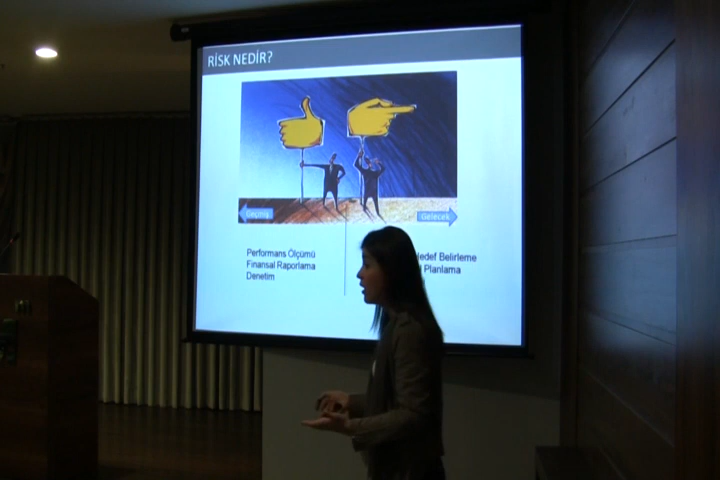 RİSK NEDİR?
Geçmiş
Gelecek
Performans Ölçümü
Finansal Raporlama
Denetim
Hedef Belirleme
Planlama